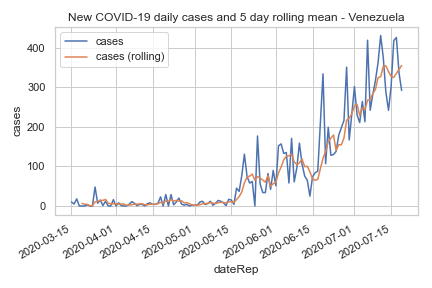 New COVID-19 daily cases and 5 day rolling mean - Venezuela
cases
cases (rolling)
400
300
200
100
0
cases
2020-03-15
2020-04-01
2020-04-15
2020-05-01
2020-05-15
2020-06-01
2020-06-15
2020-07-01
2020-07-15
dateRep